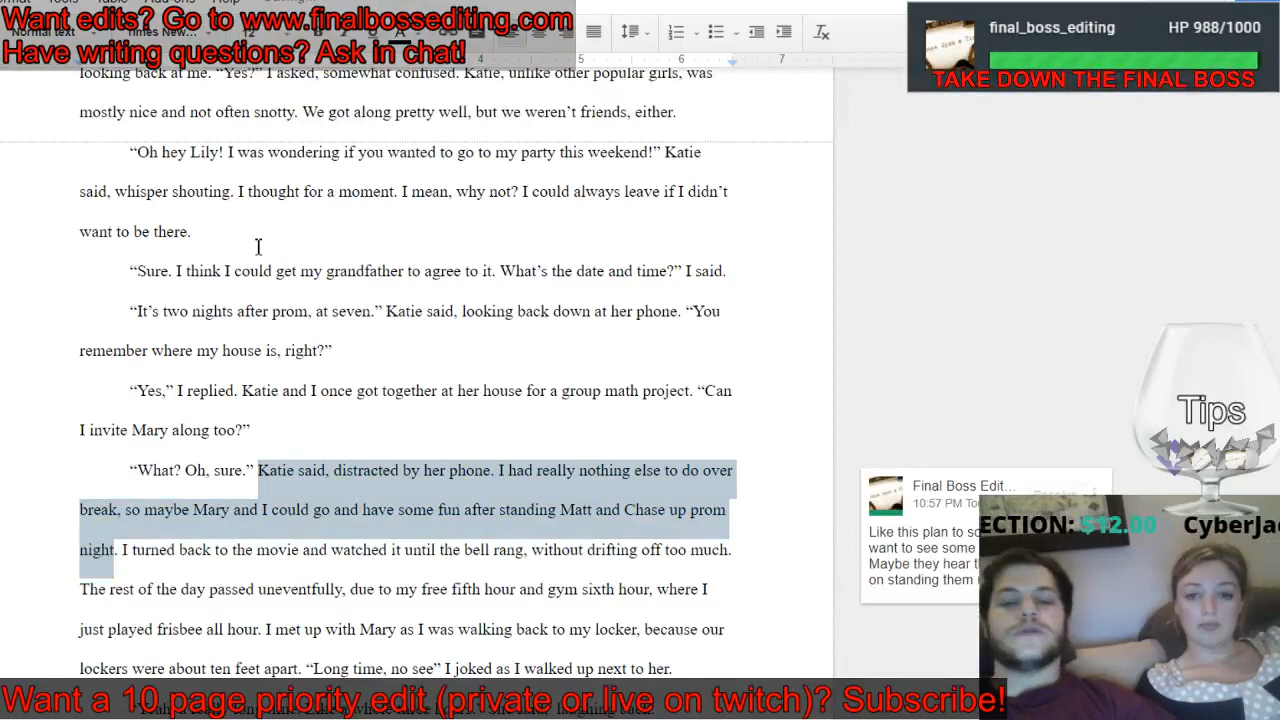 Want edits? Go to www.finalbossediting.com
Have writing questions? Ask in chat!
final_boss_editing HP 988/1000
TAKE DOWN THE FINAL BOSS
5 6 7
looking back at me. “Yes?” I asked, somewhat confused. Katie, unlike other popular girls, was
mostly nice and not often snotty. We got along pretty well, but we weren’t friends, either.
“Oh hey Lily! I was wondering if you wanted to go to my party this weekend!” Katie
said, whisper shouting. I thought for a moment. I mean, why not? I could always leave if I didn’t
want to be there.
“Sure. I think I could get my grandfather to agree to it. What’s the date and time?” I said.
“It’s two nights after prom, at seven.” Katie said, looking back down at her phone. “You
remember where my house is, right?”
“Yes,” I replied. Katie and I once got together at her house for a group math project. “Can
I invite Mary along too?”
“What? Oh, sure.” Katie said, distracted by her phone. I had really nothing else to do over
break, so maybe Mary and I could go and have some fun after standing Matt and Chase up prom
night. I turned back to the movie and watched it until the bell rang, without drifting off too much.
The rest of the day passed uneventfully, due to my free fifth hour and gym sixth hour, where I
just played frisbee all hour. I met up with Mary as I was walking back to my locker, because our
lockers were about ten feet apart. “Long time, no see” I joked as I walked up next to her.
Tips
Final Boss Edit...
10:57 PM To
Like this plan to so
want to see some
Maybe they hear t
on standing them
ECTION: $12.00 CyberJa
Want a 10 page priority edit (private or live on twitch)? Subscribe!